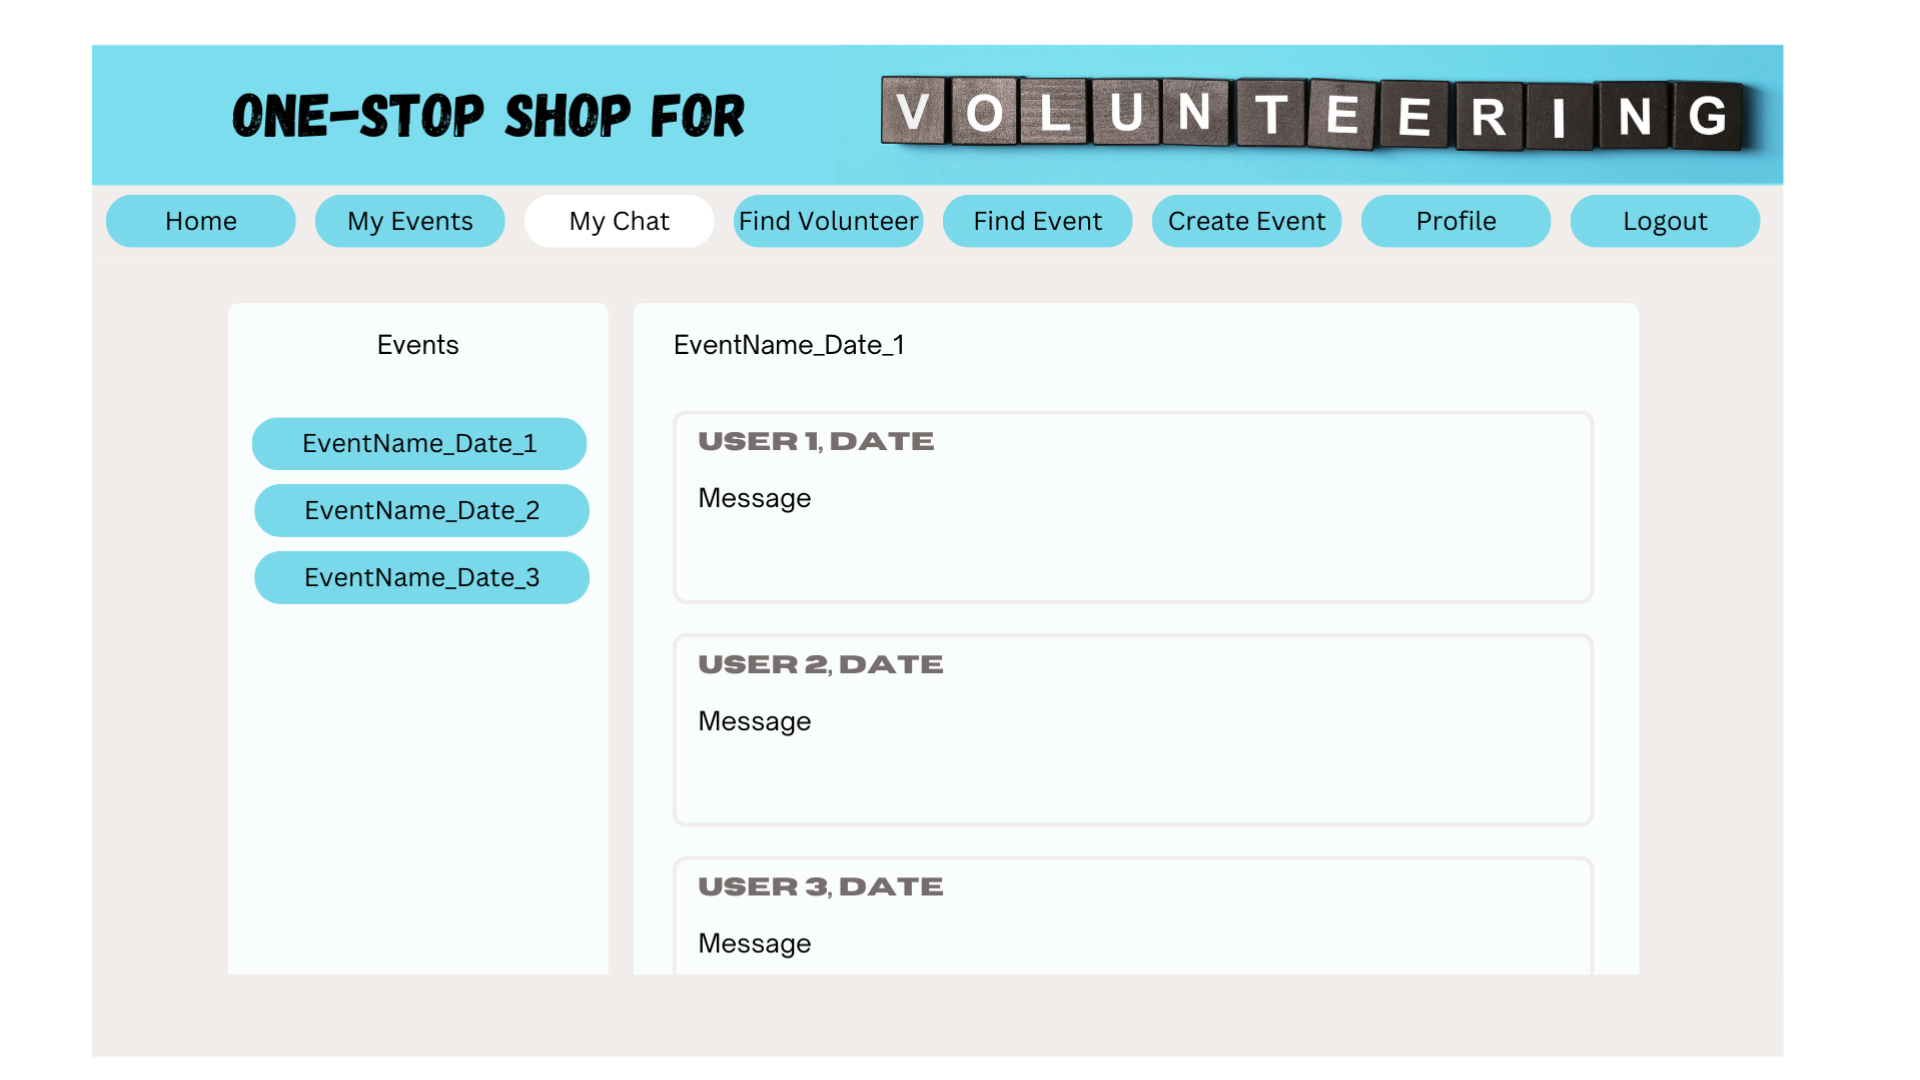 ONE-STOP SHOP FOR VOLUNTEERING
Home My Events My Chat Find Volunteer Find Event Create Event Profile Logout
Events
EventName_Date_1
EventName_Date_2
EventName_Date_3
EventName_Date_1
USER 1, DATE
Message
USER 2, DATE
Message
USER 3, DATE
Message